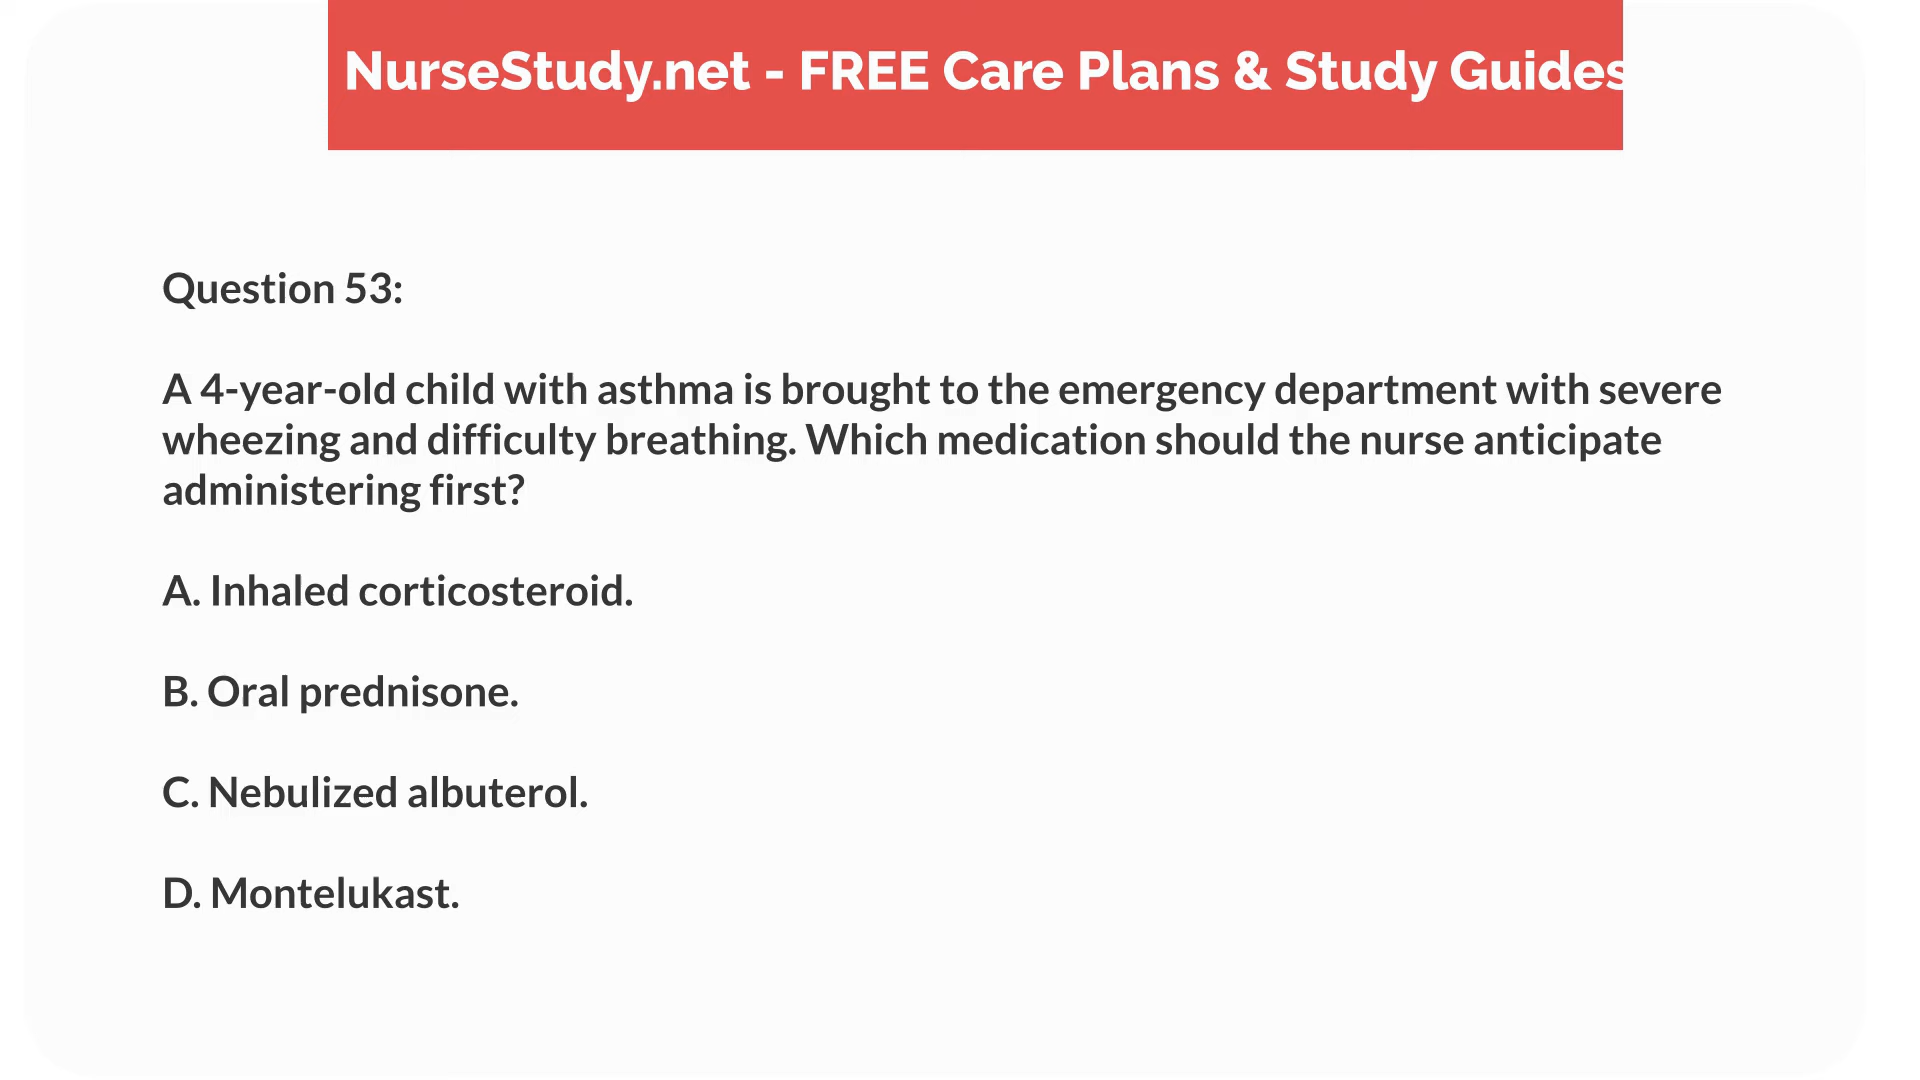 NurseStudy.net - FREE Care Plans & Study Guides
Question 53:
A 4-year-old child with asthma is brought to the emergency department with severe
wheezing and difficulty breathing. Which medication should the nurse anticipate
administering first?
A. Inhaled corticosteroid.
B. Oral prednisone.
C. Nebulized albuterol.
D. Montelukast.